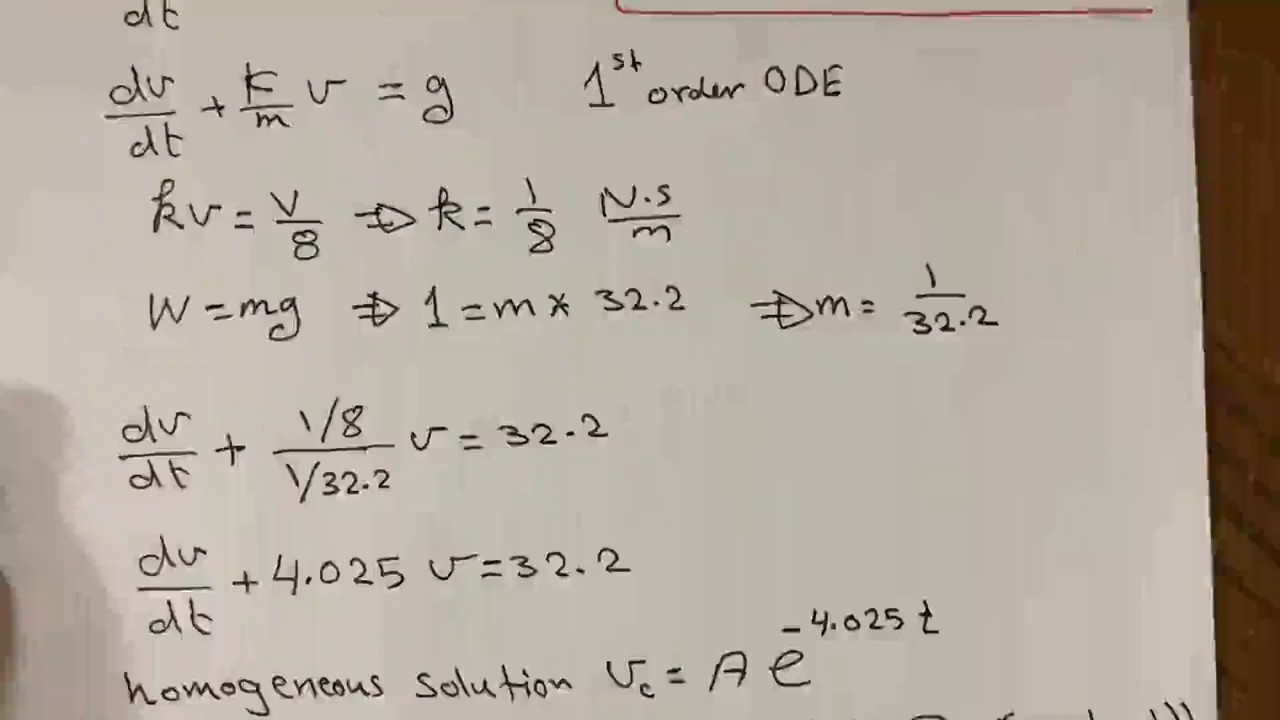 dt
dv/dt + k/m v = g 1st order ODE
kv = v/8 ⇒ k = 1/8 N.s/m
W = mg ⇒ 1 = m * 32.2 ⇒ m = 1/32.2
dv/dt + (1/8)/(1/32.2) v = 32.2
dv/dt + 4.025 v = 32.2
homogeneous solution v_c = A e^(-4.025 t)